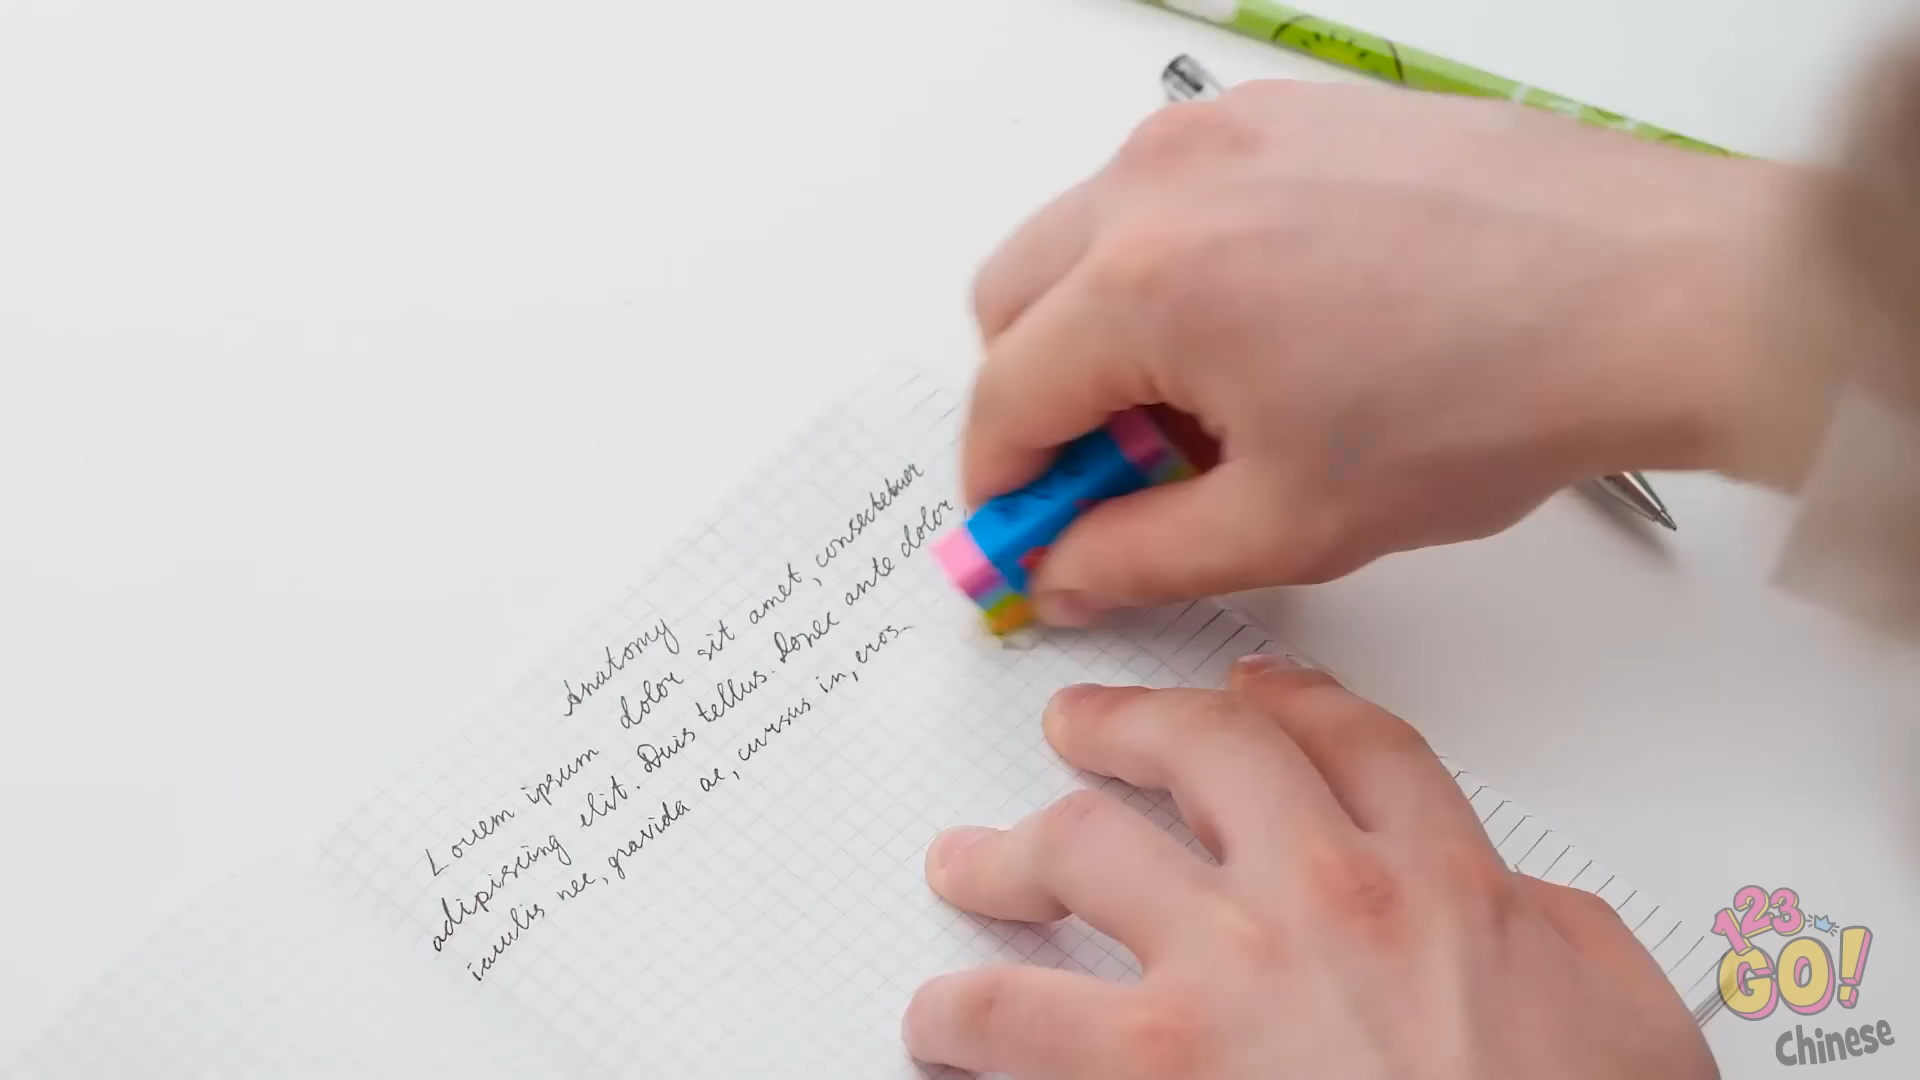 Anatomy
Lorem ipsum dolor sit amet, consectetuer
adipiscing elit. Duis tellus. Donec ante dolor,
iaculis nec, gravida ac, cursus in, eros.
123
GO!
Chinese